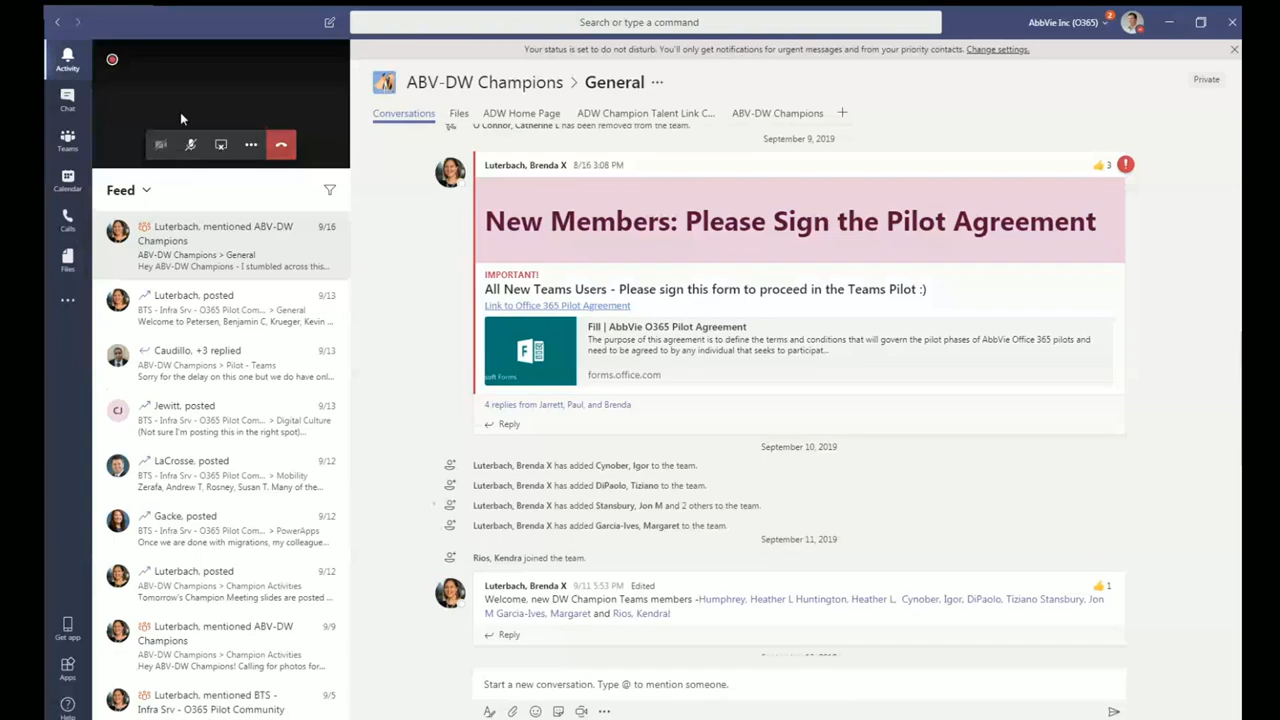 Search or type a command
AbbVie Inc (O365)
2
Your status is set to do not disturb. You'll only get notifications for urgent messages and from your priority contacts. Change settings.
Activity
Chat
Teams
Calendar
Calls
Files
Get app
Apps
Help
Feed
Luterbach, mentioned ABV-DW Champions 9/16
ABV-DW Champions > General
Hey ABV-DW Champions - I stumbled across this...
Luterbach, posted 9/13
BTS - Infra Srv - O365 Pilot Com... > General
Welcome to Petersen, Benjamin C, Krueger, Kevin ...
Caudillo, +3 replied 9/13
ABV-DW Champions > Pilot - Teams
Sorry for the delay on this one but we do have onl...
CJ
Jewitt, posted 9/13
BTS - Infra Srv - O365 Pilot Com... > Digital Culture
(Not sure I'm posting this in the right spot)...
LaCrosse, posted 9/12
BTS - Infra Srv - O365 Pilot Com... > Mobility
Zerafa, Andrew T, Rosney, Susan T. Many of the...
Gacke, posted 9/12
BTS - Infra Srv - O365 Pilot Com... > PowerApps
Once we are done with migrations, my colleague...
Luterbach, posted 9/12
ABV-DW Champions > Champion Activities
Tomorrow's Champion Meeting slides are posted ...
Luterbach, mentioned ABV-DW Champions 9/9
ABV-DW Champions > Champion Activities
Hey ABV-DW Champions! Calling for photos for...
Luterbach, mentioned BTS - Infra Srv - O365 Pilot Community 9/5
ABV-DW Champions > General ...
Private
Conversations Files ADW Home Page ADW Champion Talent Link C... ABV-DW Champions
O'Connor, Catherine L has been removed from the team.
September 9, 2019
Luterbach, Brenda X 8/16 3:08 PM
3
New Members: Please Sign the Pilot Agreement
IMPORTANT!
All New Teams Users - Please sign this form to proceed in the Teams Pilot :)
Link to Office 365 Pilot Agreement
Fill | AbbVie O365 Pilot Agreement
The purpose of this agreement is to define the terms and conditions that will govern the pilot phases of AbbVie Office 365 pilots and
need to be agreed to by any individual that seeks to participat...
soft Forms
forms.office.com
4 replies from Jarrett, Paul, and Brenda
Reply
September 10, 2019
Luterbach, Brenda X has added Cynober, Igor to the team.
Luterbach, Brenda X has added DiPaolo, Tiziano to the team.
Luterbach, Brenda X has added Stansbury, Jon M and 2 others to the team.
Luterbach, Brenda X has added Garcia-Ives, Margaret to the team.
September 11, 2019
Rios, Kendra joined the team.
Luterbach, Brenda X 9/11 5:53 PM Edited
1
Welcome, new DW Champion Teams members -Humphrey, Heather L Huntington, Heather L, Cynober, Igor, DiPaolo, Tiziano Stansbury, Jon
M Garcia-Ives, Margaret and Rios, Kendra!
Reply
Start a new conversation. Type @ to mention someone.